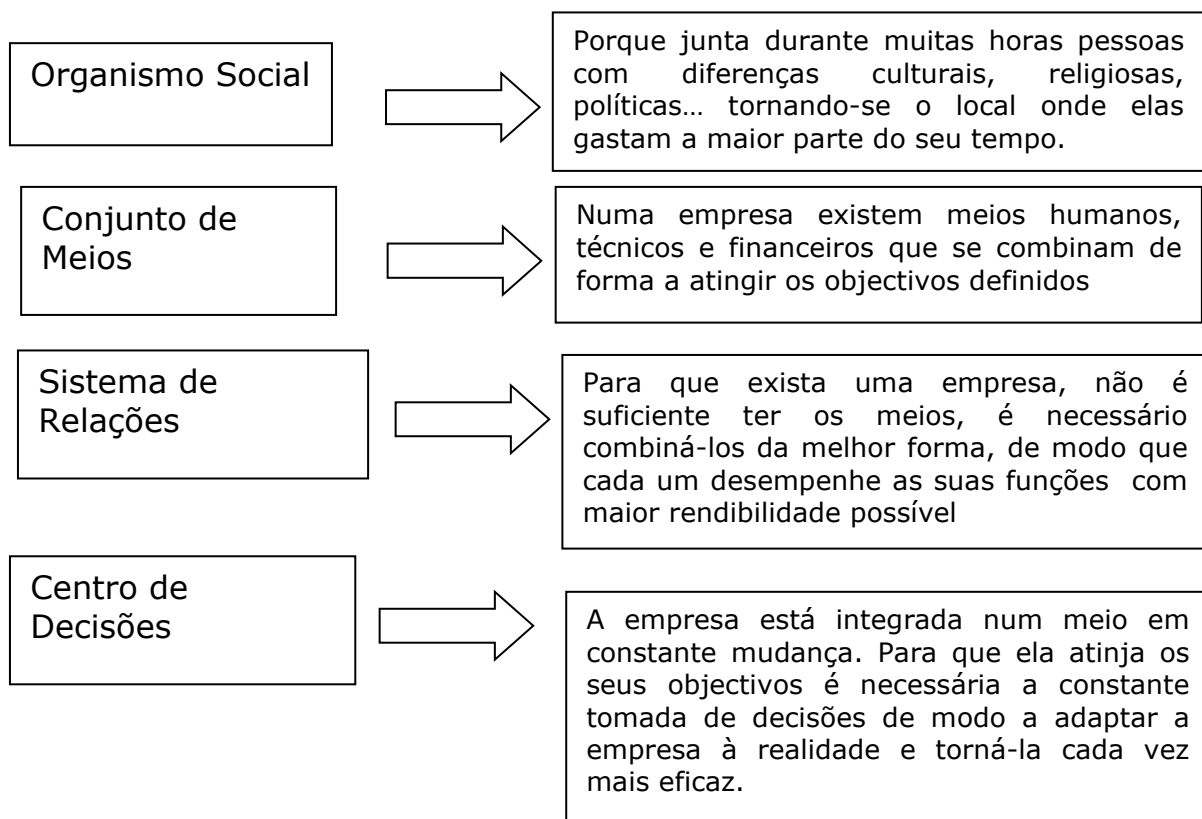 Organismo Social
Porque junta durante muitas horas pessoas
com diferenças culturais, religiosas,
políticas… tornando-se o local onde elas
gastam a maior parte do seu tempo.
Conjunto de
Meios
Numa empresa existem meios humanos,
técnicos e financeiros que se combinam de
forma a atingir os objectivos definidos
Sistema de
Relações
Para que exista uma empresa, não é
suficiente ter os meios, é necessário
combiná-los da melhor forma, de modo que
cada um desempenhe as suas funções com
maior rendibilidade possível
Centro de
Decisões
A empresa está integrada num meio em
constante mudança. Para que ela atinja os
seus objectivos é necessária a constante
tomada de decisões de modo a adaptar a
empresa à realidade e torná-la cada vez
mais eficaz.